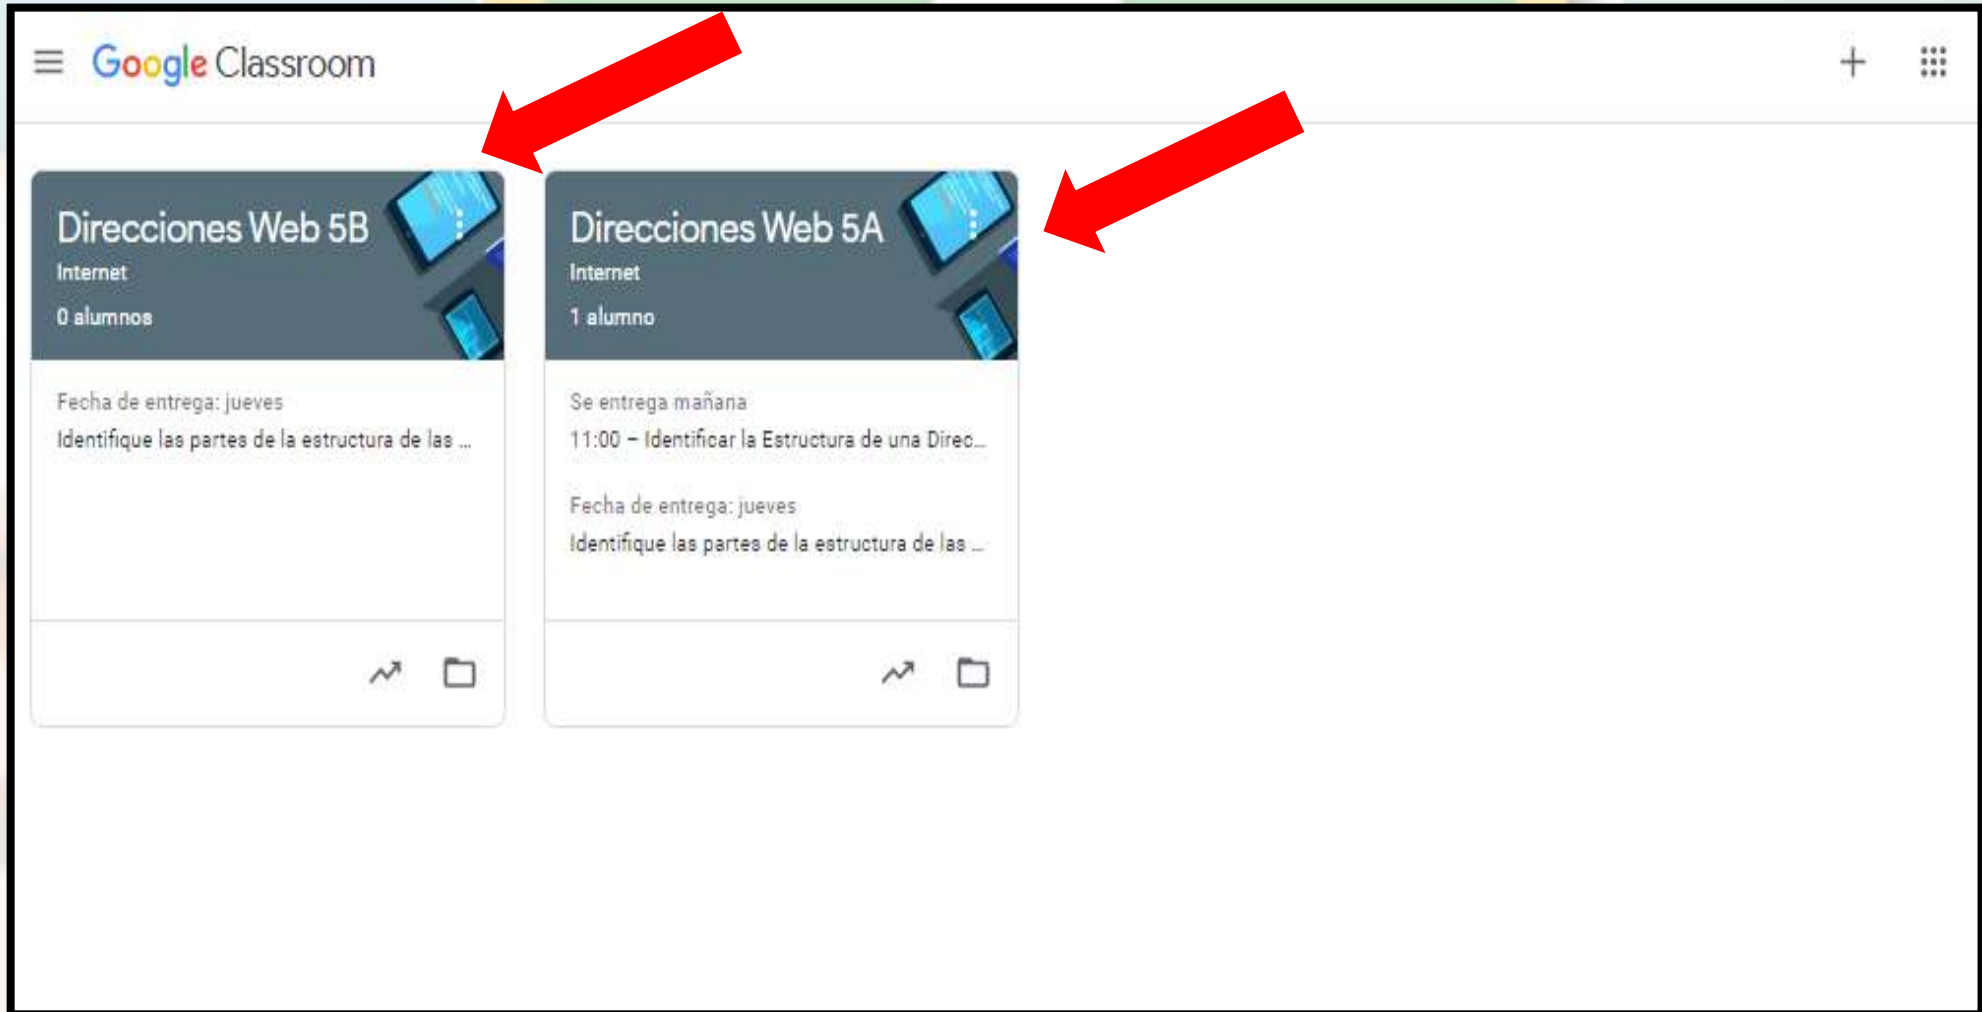 Google Classroom
Direcciones Web 5B
Internet
0 alumnos
Fecha de entrega: jueves
Identifique las partes de la estructura de las ...
Direcciones Web 5A
Internet
1 alumno
Se entrega mañana
11:00 – Identificar la Estructura de una Direc...
Fecha de entrega: jueves
Identifique las partes de la estructura de las ...